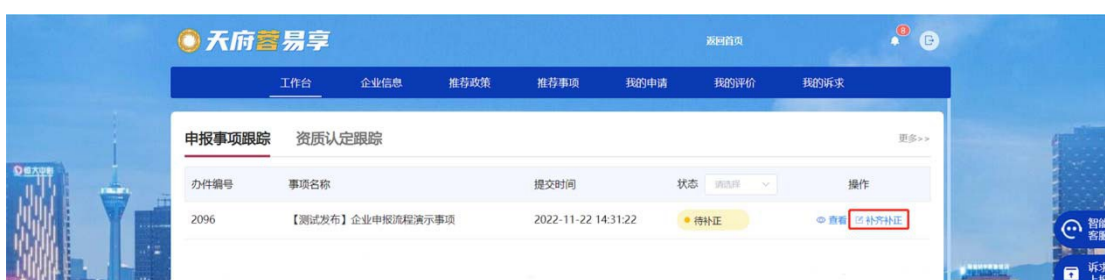 天府蓉易享
返回首页
8
工作台 企业信息 推荐政策 推荐事项 我的申请 我的评价 我的诉求
申报事项跟踪 资质认定跟踪 更多>>
办件编号 事项名称 提交时间 状态 请选择 操作
2096 【测试发布】企业申报流程演示事项 2022-11-22 14:31:22 待补正 查看 补齐补正
智能
客服
诉求